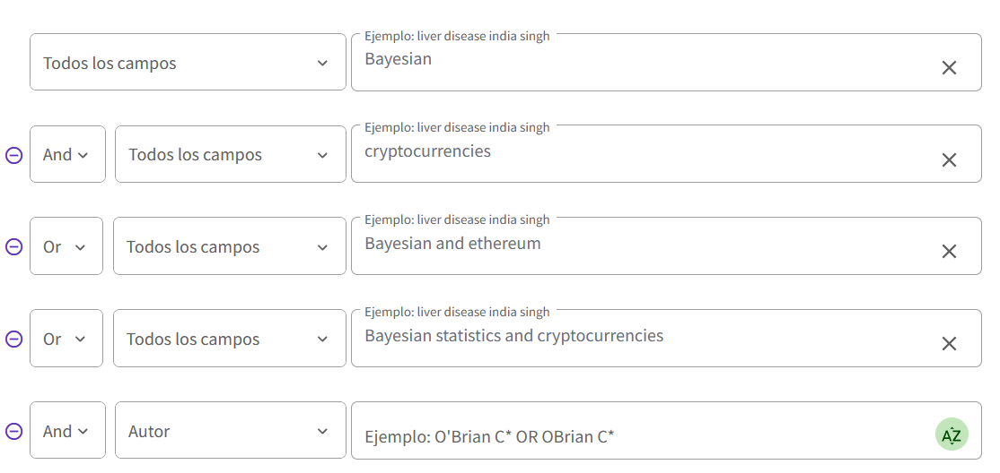 Ejemplo: liver disease india singh
Todos los campos
Bayesian
Ejemplo: liver disease india singh
And
Todos los campos
cryptocurrencies
Ejemplo: liver disease india singh
Or
Todos los campos
Bayesian and ethereum
Ejemplo: liver disease india singh
Or
Todos los campos
Bayesian statistics and cryptocurrencies
And
Autor
Ejemplo: O'Brian C* OR OBrian C*
AZ